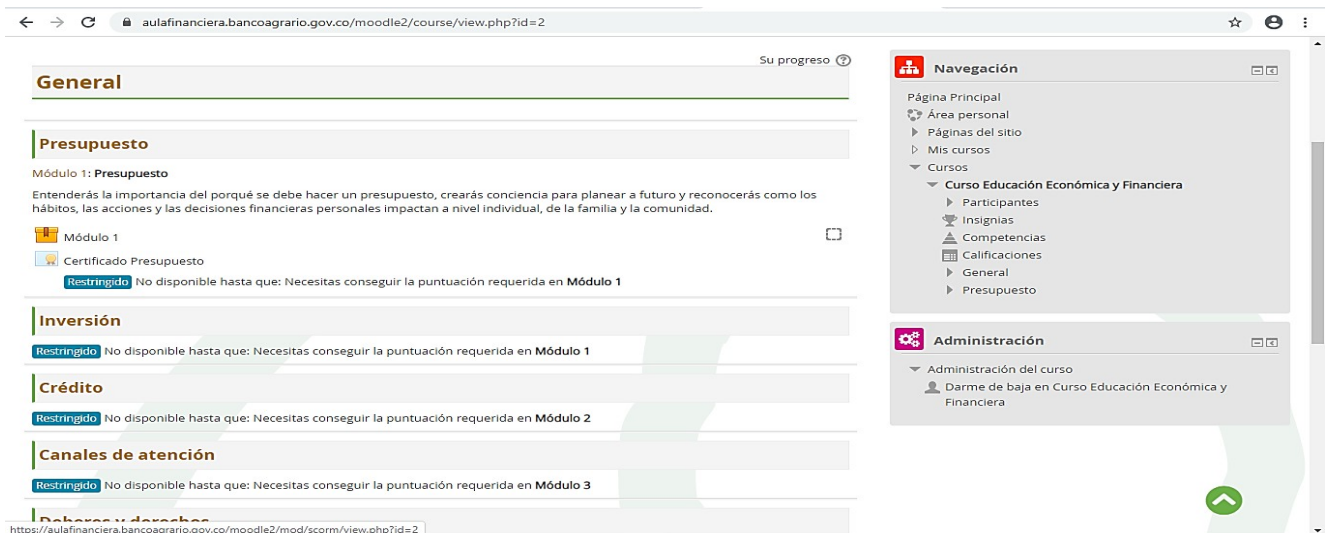 aulafinanciera.bancoagrario.gov.co/moodle2/course/view.php?id=2
Su progreso
General
Presupuesto
Módulo 1: Presupuesto
Entenderás la importancia del porqué se debe hacer un presupuesto, crearás conciencia para planear a futuro y reconocerás como los
hábitos, las acciones y las decisiones financieras personales impactan a nivel individual, de la familia y la comunidad.
Módulo 1
Certificado Presupuesto
Restringido No disponible hasta que: Necesitas conseguir la puntuación requerida en Módulo 1
Inversión
Restringido No disponible hasta que: Necesitas conseguir la puntuación requerida en Módulo 1
Crédito
Restringido No disponible hasta que: Necesitas conseguir la puntuación requerida en Módulo 2
Canales de atención
Restringido No disponible hasta que: Necesitas conseguir la puntuación requerida en Módulo 3
Deberes y derechos
https://aulafinanciera.bancoagrario.gov.co/moodle2/mod/scorm/view.php?id=2
Navegación
Página Principal
Área personal
Páginas del sitio
Mis cursos
Cursos
Curso Educación Económica y Financiera
Participantes
Insignias
Competencias
Calificaciones
General
Presupuesto
Administración
Administración del curso
Darme de baja en Curso Educación Económica y
Financiera